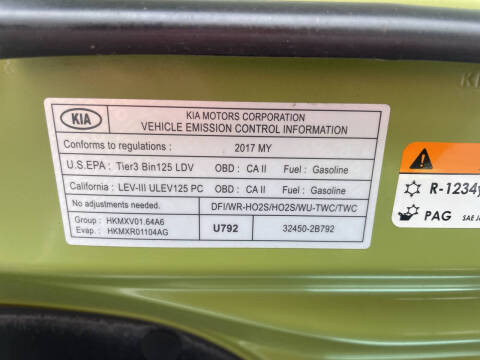 KIA
KIA MOTORS CORPORATION
VEHICLE EMISSION CONTROL INFORMATION
Conforms to regulations : 2017 MY
U.S.EPA : Tier3 Bin125 LDV OBD : CA II Fuel : Gasoline
California : LEV-III ULEV125 PC OBD : CA II Fuel : Gasoline
No adjustments needed. DFI/WR-HO2S/HO2S/WU-TWC/TWC
Group : HKMXV01.64A6
Evap. : HKMXR01104AG
U792 32450-2B792
R-1234y
PAG SAE J